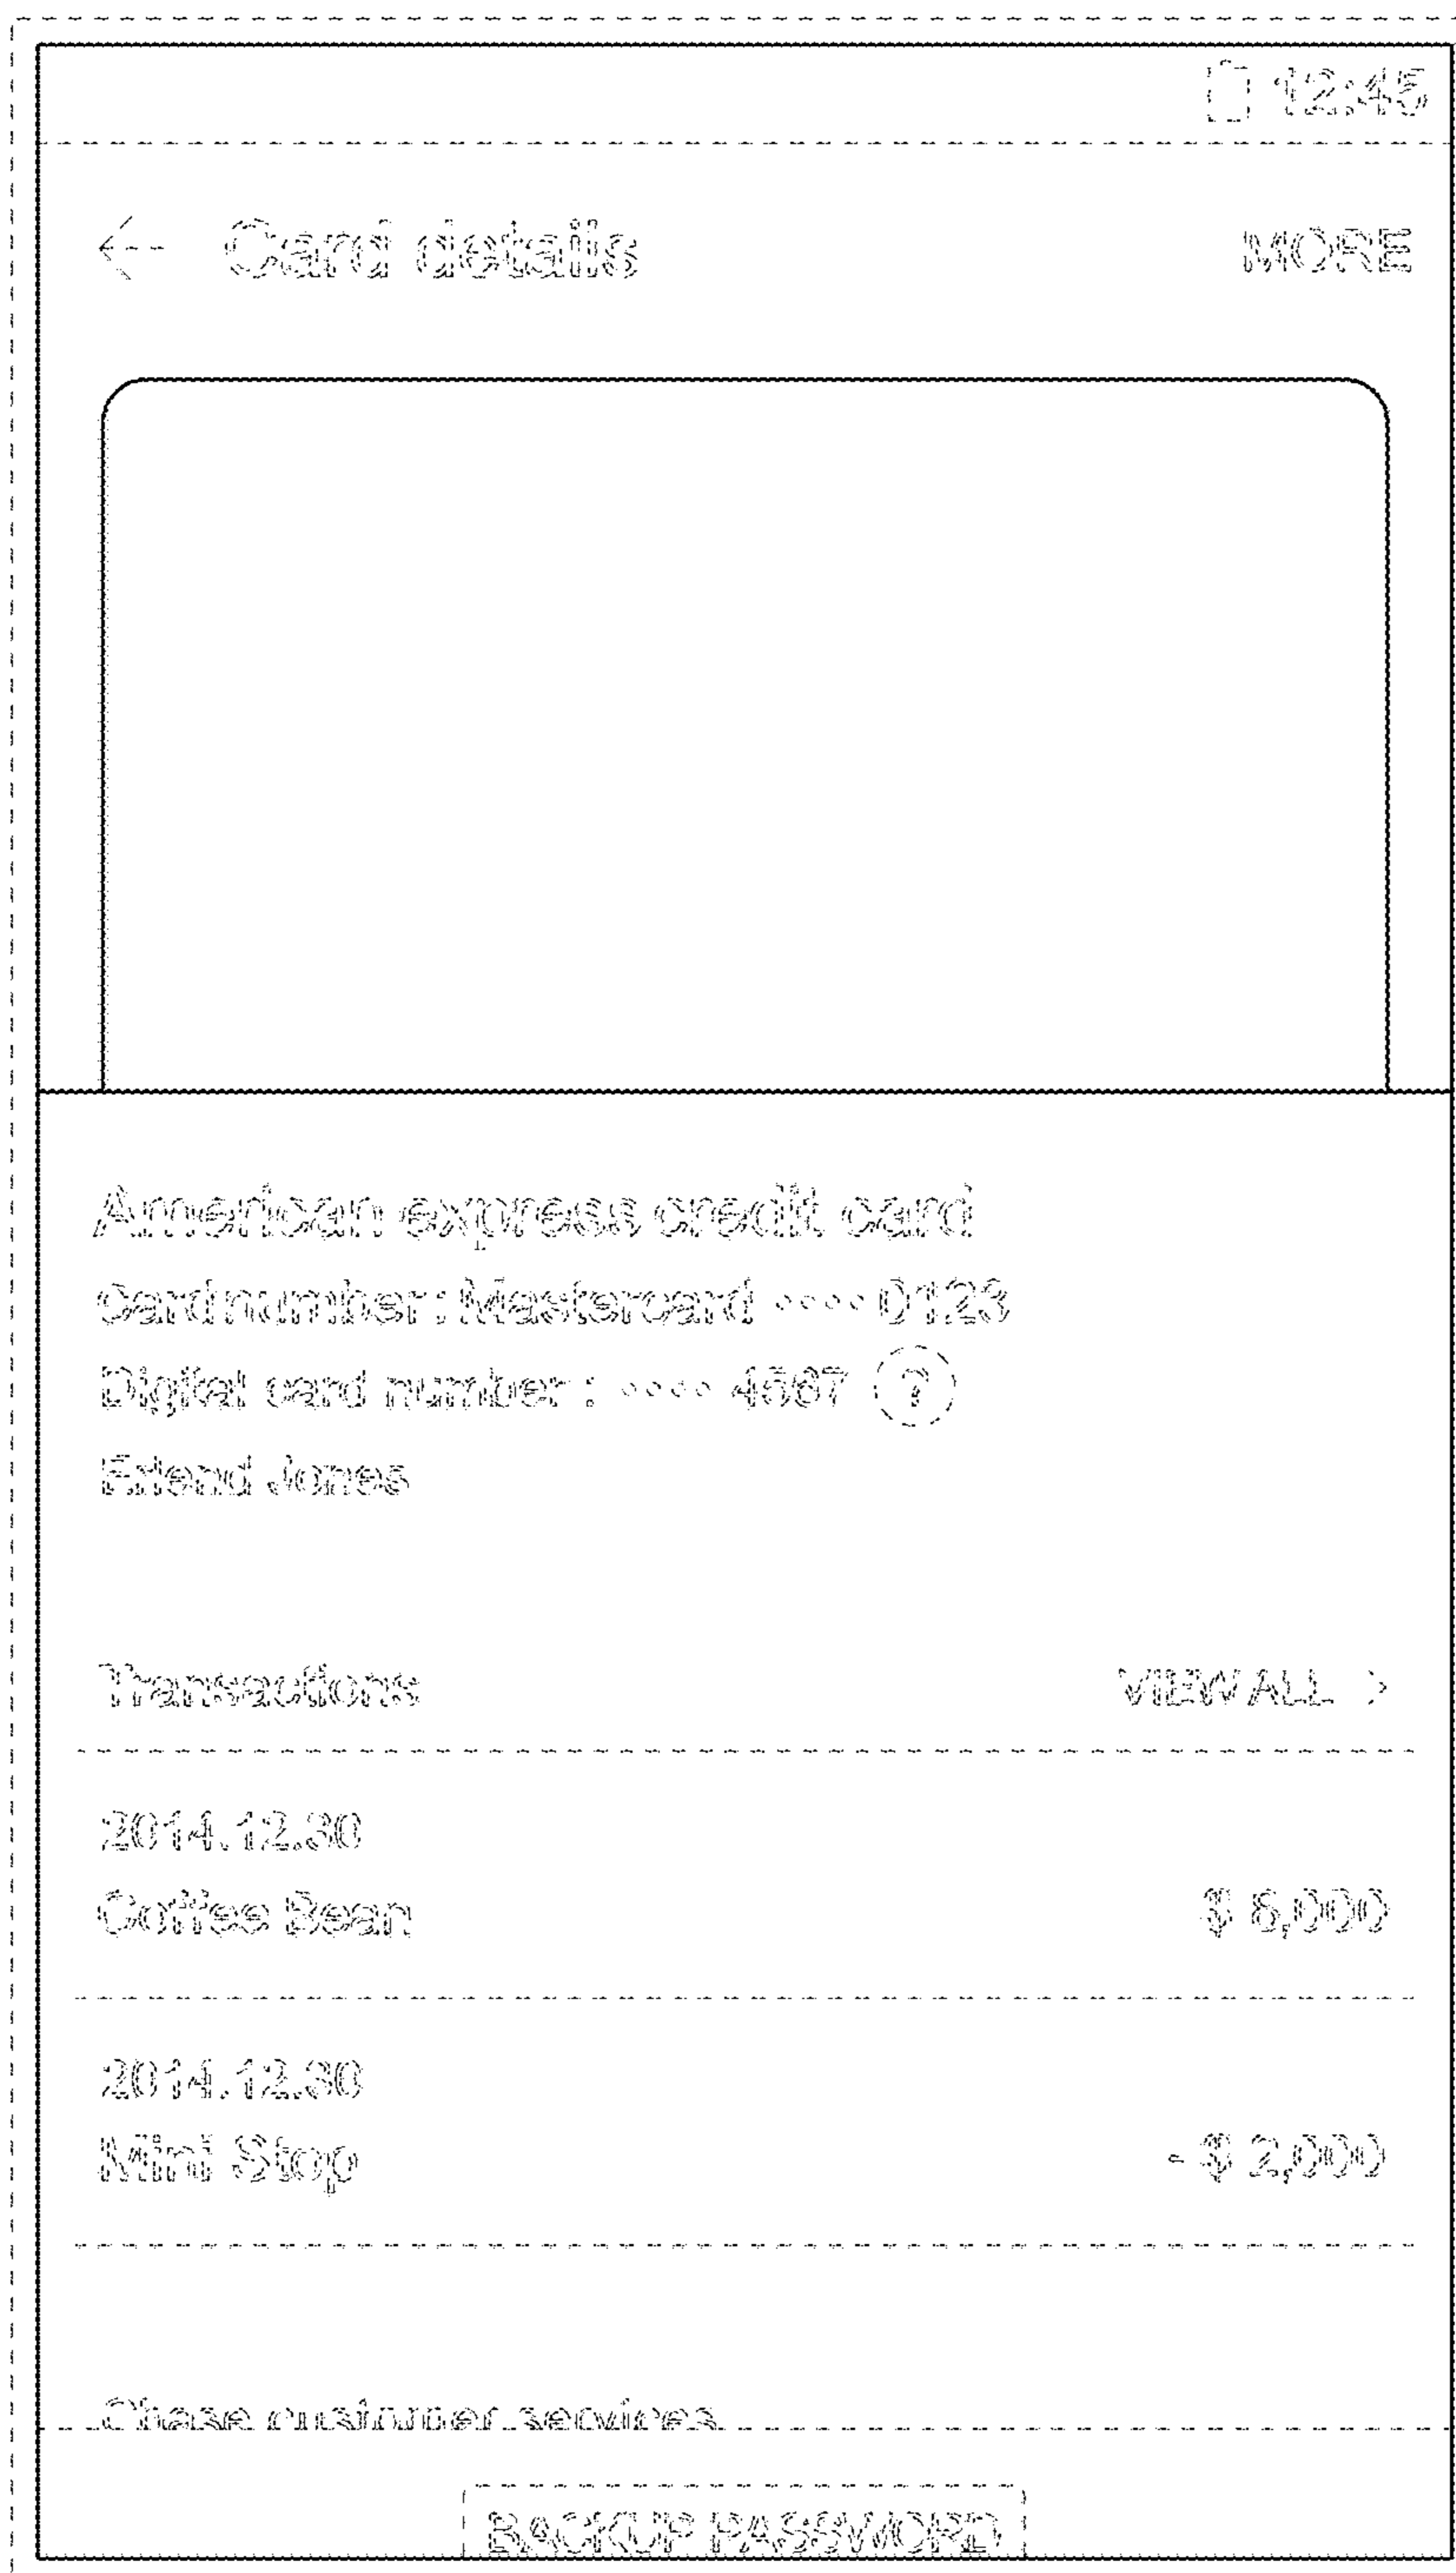 12:45
Card details MORE
American express credit card
Card number : Mastercard •••• 0123
Digital card number : •••• 4567 ?
Friend Jones
Transactions VIEW ALL >
2014.12.30
Coffee Bean $ 6,000
2014.12.30
Mini Stop - $ 2,000
Chase customer services
BACKUP PASSWORD